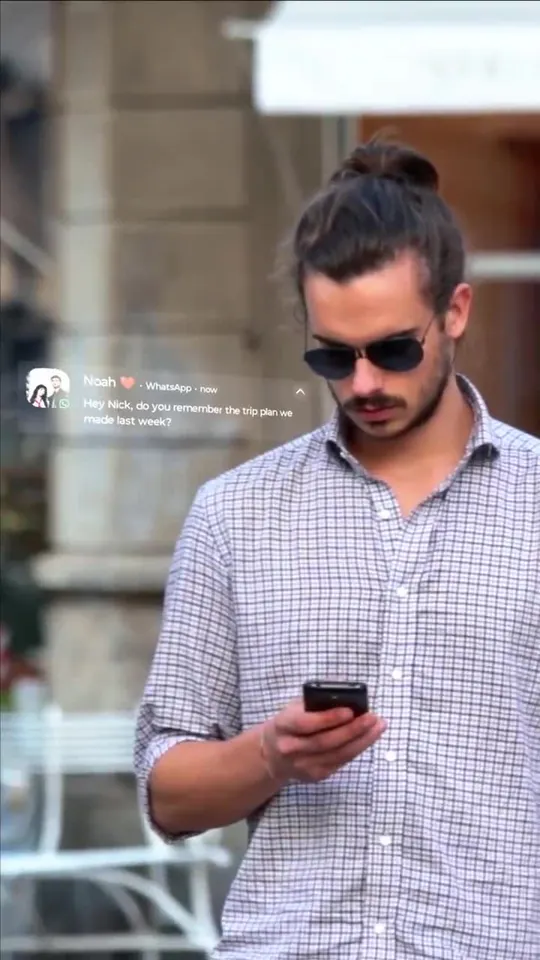 Noah ❤️ · WhatsApp · now
Hey Nick, do you remember the trip plan we
made last week?